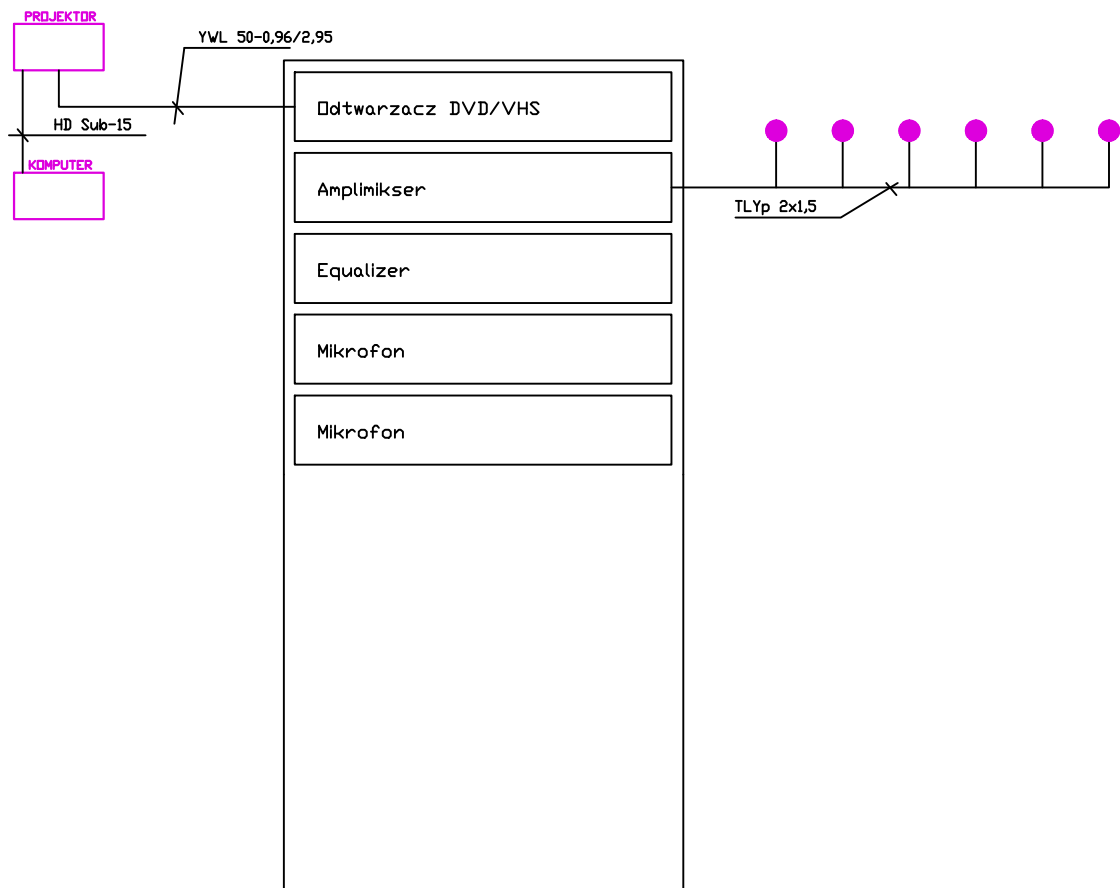 PROJEKTOR
YWL 50-0,96/2,95
HD Sub-15
KOMPUTER
Odtwarzacz DVD/VHS
Amplimikser
TLYp 2x1,5
Equalizer
Mikrofon
Mikrofon